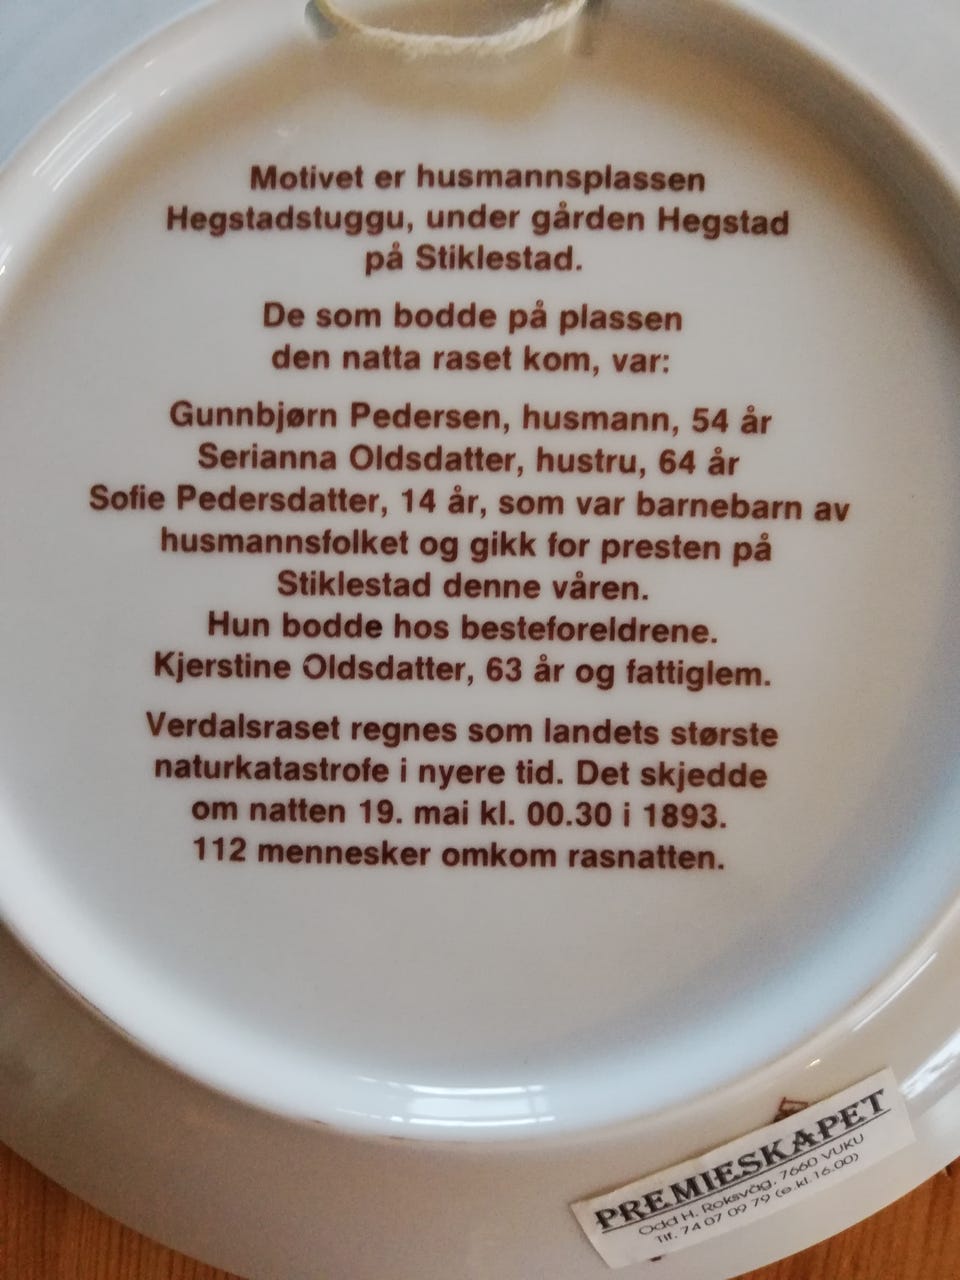 Motivet er husmannsplassen
Hegstadstuggu, under gården Hegstad
på Stiklestad.
De som bodde på plassen
den natta raset kom, var:
Gunnbjørn Pedersen, husmann, 54 år
Serianna Oldsdatter, hustru, 64 år
Sofie Pedersdatter, 14 år, som var barnebarn av
husmannsfolket og gikk for presten på
Stiklestad denne våren.
Hun bodde hos besteforeldrene.
Kjerstine Oldsdatter, 63 år og fattiglem.
Verdalsraset regnes som landets største
naturkatastrofe i nyere tid. Det skjedde
om natten 19. mai kl. 00.30 i 1893.
112 mennesker omkom rasnatten.
PREMIESKAPET
Odd H. Roksvåg, 7660 VUKU
Tlf. 74 07 09 79 (e.kl.16.00)